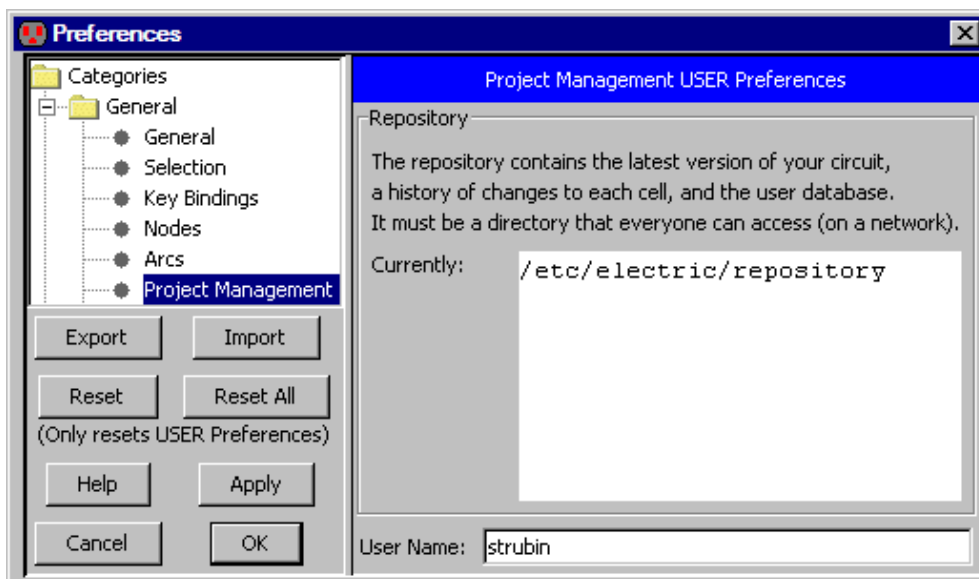 Preferences
Categories
General
General
Selection
Key Bindings
Nodes
Arcs
Project Management
Export
Import
Reset
Reset All
(Only resets USER Preferences)
Help
Apply
Cancel
OK
Project Management USER Preferences
Repository
The repository contains the latest version of your circuit,
a history of changes to each cell, and the user database.
It must be a directory that everyone can access (on a network).
Currently:
/etc/electric/repository
User Name: strubin